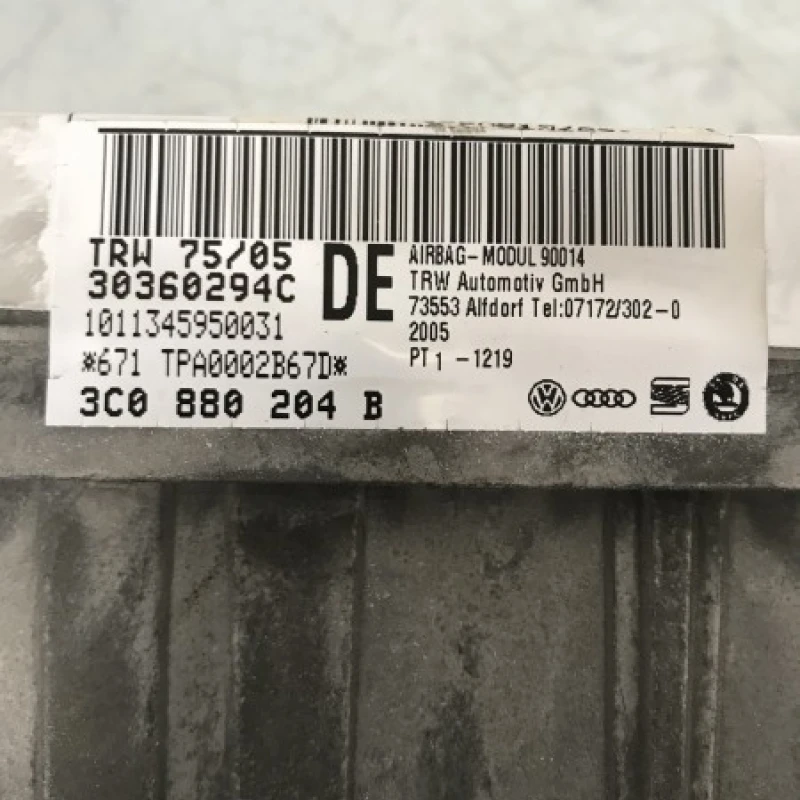 TRW 75/05
30360294C
1011345950031
*671 TPA0002B67D*
3C0 880 204 B
DE
AIRBAG-MODUL 90014
TRW Automotiv GmbH
73553 Alfdorf Tel:07172/302-0
2005
PT 1 -1219